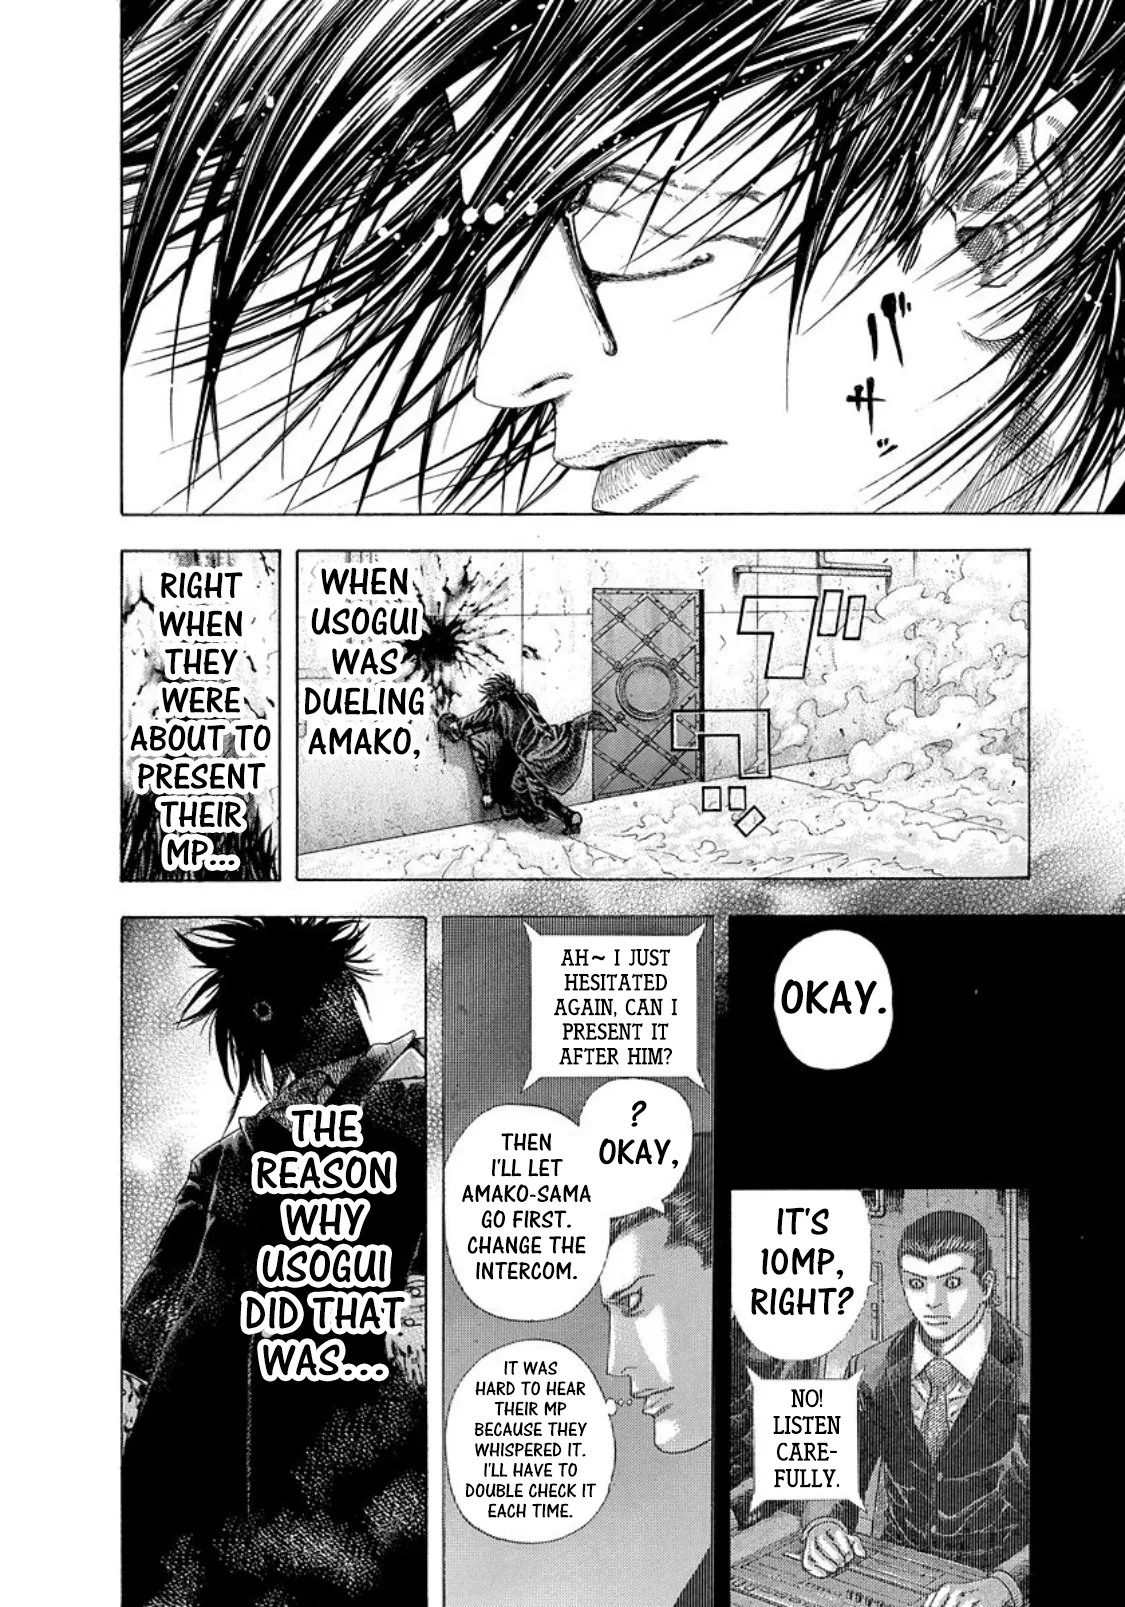 バサ
WHEN
USOGUI
WAS
DUELING
AMAKO,
RIGHT
WHEN
THEY
WERE
ABOUT TO
PRESENT
THEIR
MP...
OKAY.
IT'S
10MP,
RIGHT?
NO!
LISTEN
CARE-
FULLY.
AH~ I JUST
HESITATED
AGAIN, CAN I
PRESENT IT
AFTER HIM?
?
OKAY,
THEN
I'LL LET
AMAKO-SAMA
GO FIRST.
CHANGE THE
INTERCOM.
IT WAS
HARD TO HEAR
THEIR MP
BECAUSE THEY
WHISPERED IT.
I'LL HAVE TO
DOUBLE CHECK IT
EACH TIME.
THE
REASON
WHY
USOGUI
DID THAT
WAS...